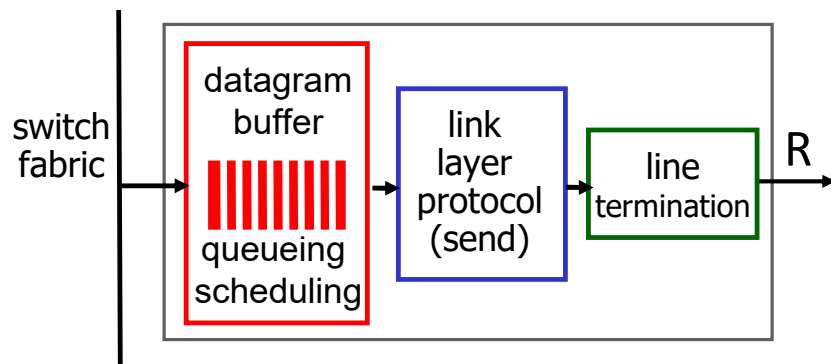 switch
fabric
datagram
buffer
queueing
scheduling
link
layer
protocol
(send)
line
termination
R